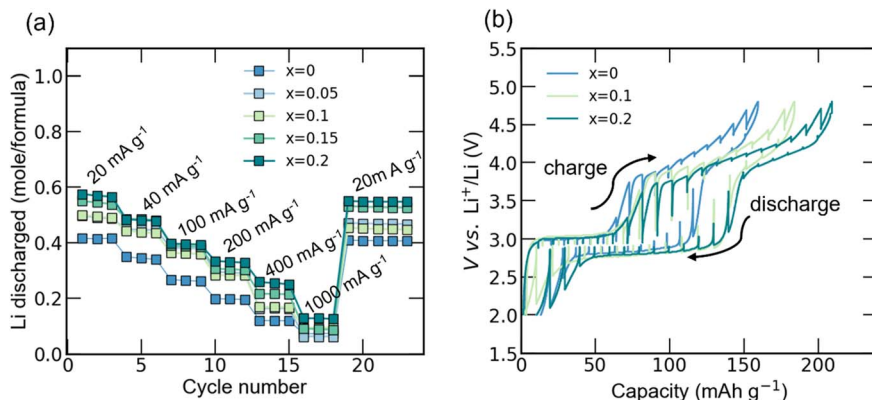 (a)
Li discharged (mole/formula)
1.0
0.8
0.6
0.4
0.2
0.0
x=0
x=0.05
x=0.1
x=0.15
x=0.2
20 mA g⁻¹
40 mA g⁻¹
100 mA g⁻¹
200 mA g⁻¹
400 mA g⁻¹
1000 mA g⁻¹
20m A g⁻¹
0 5 10 15 20
Cycle number
(b)
V vs. Li⁺/Li (V)
5.5
5.0
4.5
4.0
3.5
3.0
2.5
2.0
1.5
x=0
x=0.1
x=0.2
charge
discharge
0 50 100 150 200
Capacity (mAh g⁻¹)